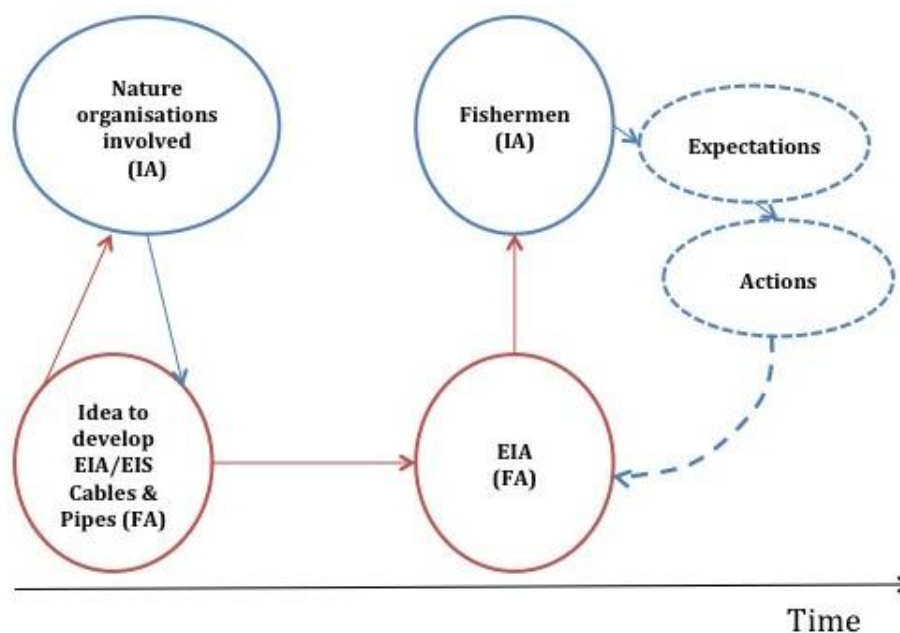 Nature
organisations
involved
(IA)
Fishermen
(IA)
Expectations
Actions
Idea to
develop
EIA/EIS
Cables &
Pipes (FA)
EIA
(FA)
Time